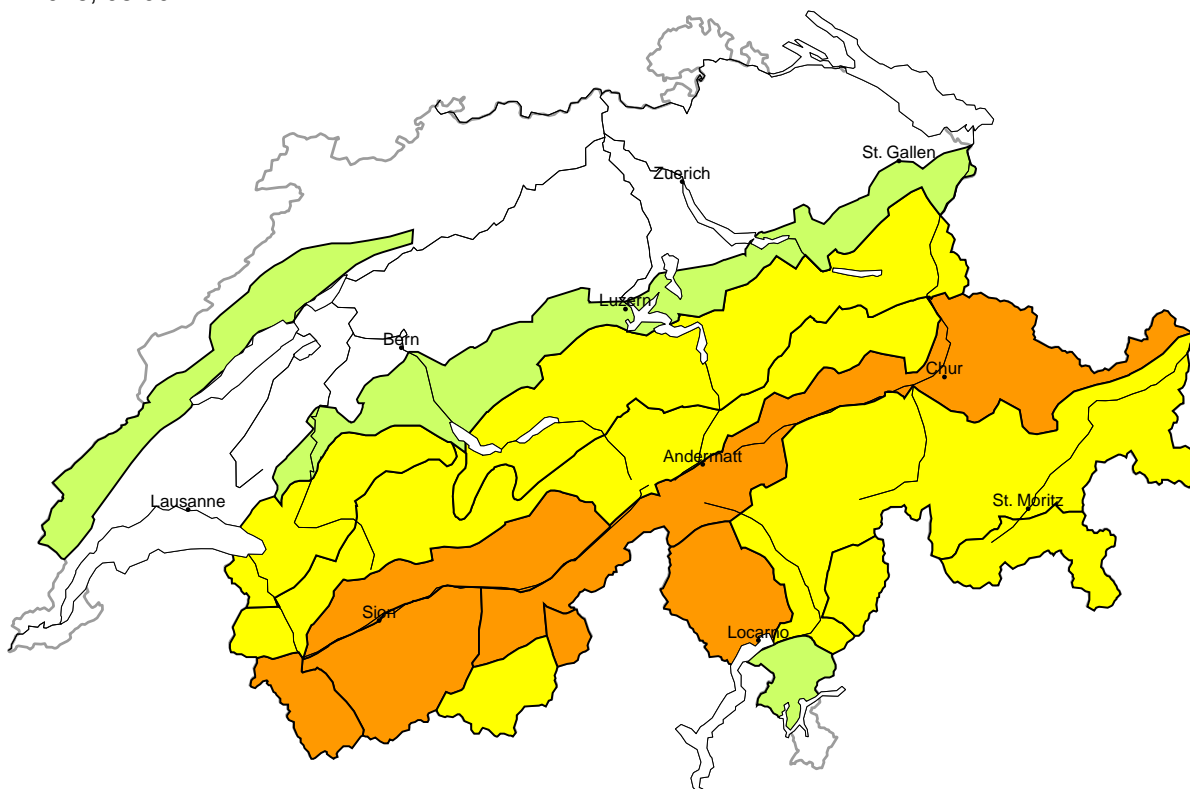 St. Gallen
Zuerich
Luzern
Bern
Chur
Andermatt
Lausanne
St. Moritz
Sion
Locarno